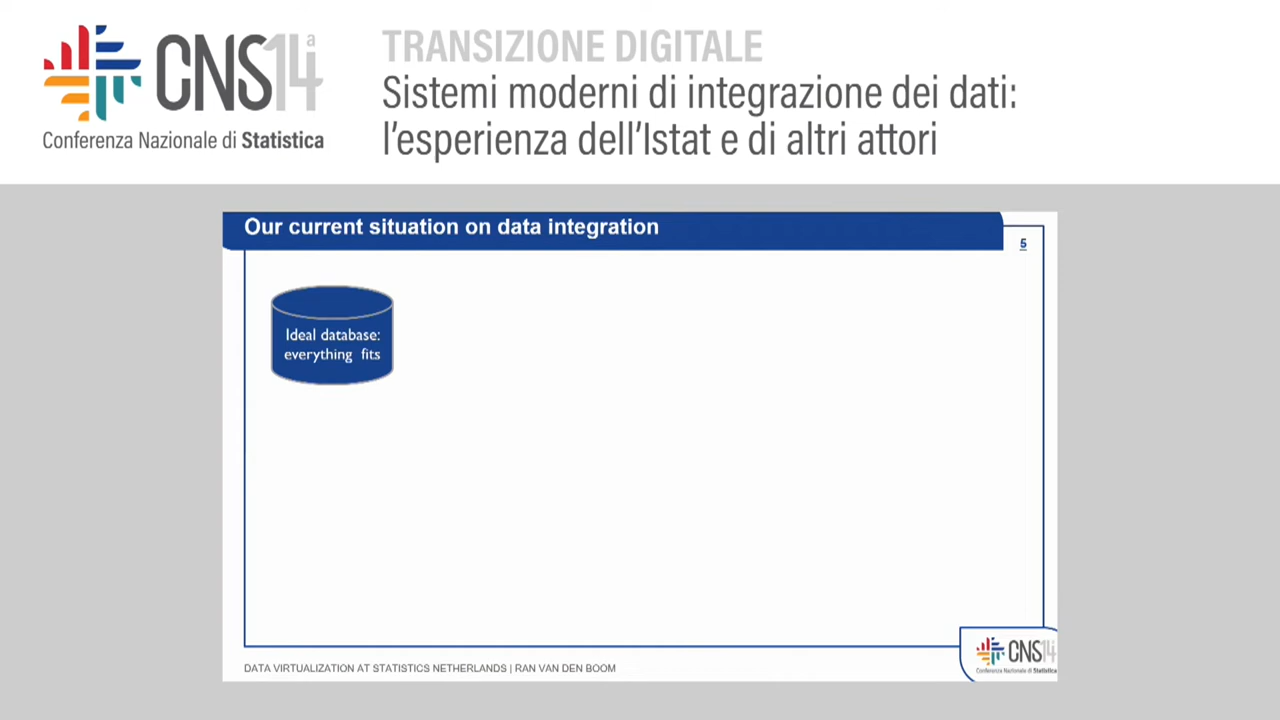 CNS14a
Conferenza Nazionale di Statistica
TRANSIZIONE DIGITALE
Sistemi moderni di integrazione dei dati:
l'esperienza dell'Istat e di altri attori
Our current situation on data integration
5
Ideal database:
everything fits
DATA VIRTUALIZATION AT STATISTICS NETHERLANDS | RAN VAN DEN BOOM
CNS14
Conferenza Nazionale di Statistica